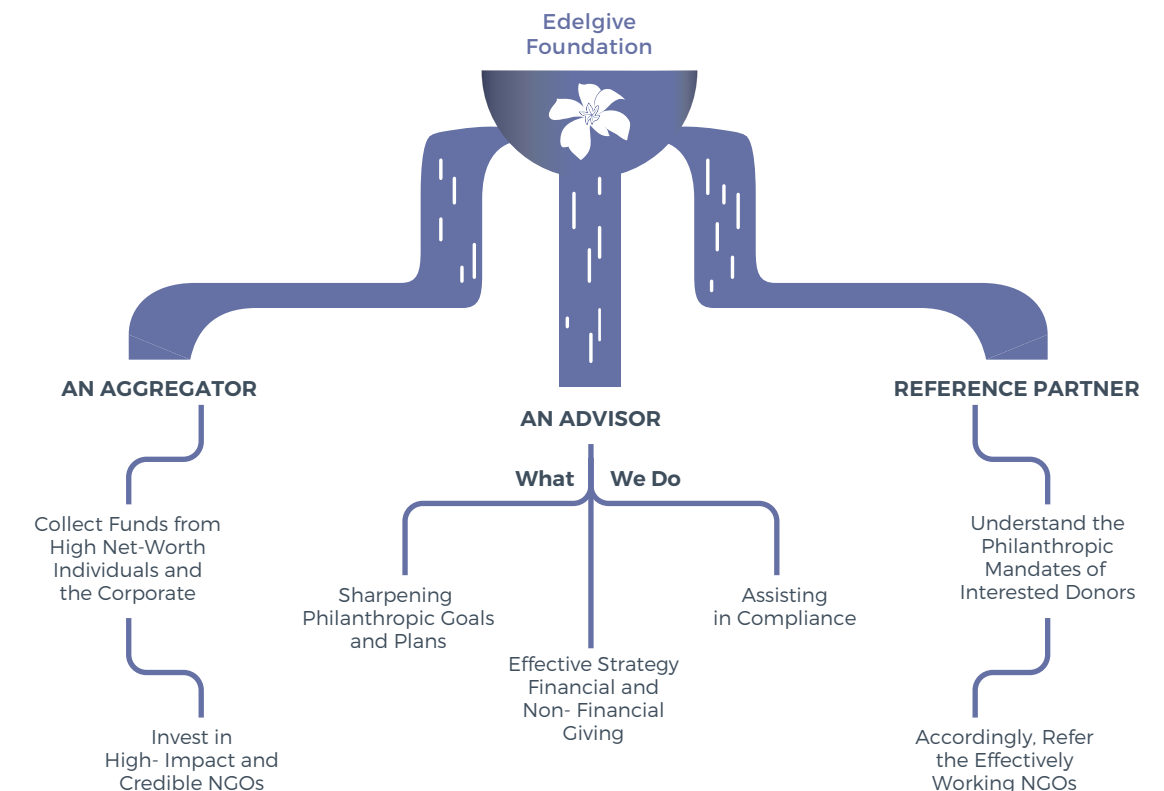 Edelgive
Foundation
AN AGGREGATOR
Collect Funds from
High Net-Worth
Individuals and
the Corporate
Invest in
High- Impact and
Credible NGOs
AN ADVISOR
What We Do
Sharpening
Philanthropic Goals
and Plans
Effective Strategy
Financial and
Non- Financial
Giving
Assisting
in Compliance
REFERENCE PARTNER
Understand the
Philanthropic
Mandates of
Interested Donors
Accordingly, Refer
the Effectively
Working NGOs